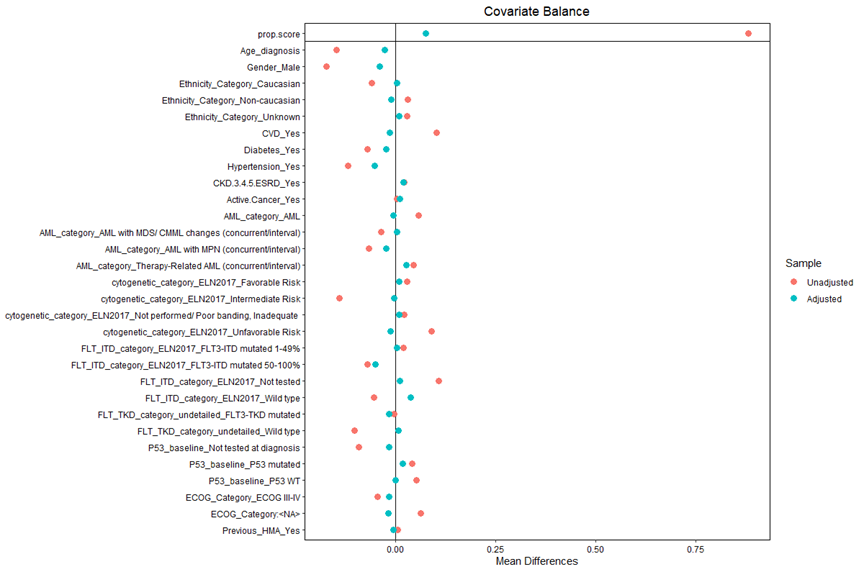 Covariate Balance
prop.score
Age_diagnosis
Gender_Male
Ethnicity_Category_Caucasian
Ethnicity_Category_Non-caucasian
Ethnicity_Category_Unknown
CVD_Yes
Diabetes_Yes
Hypertension_Yes
CKD.3.4.5.ESRD_Yes
Active.Cancer_Yes
AML_category_AML
AML_category_AML with MDS/ CMML changes (concurrent/interval)
AML_category_AML with MPN (concurrent/interval)
AML_category_Therapy-Related AML (concurrent/interval)
cytogenetic_category_ELN2017_Favorable Risk
cytogenetic_category_ELN2017_Intermediate Risk
cytogenetic_category_ELN2017_Not performed/ Poor banding, Inadequate
cytogenetic_category_ELN2017_Unfavorable Risk
FLT_ITD_category_ELN2017_FLT3-ITD mutated 1-49%
FLT_ITD_category_ELN2017_FLT3-ITD mutated 50-100%
FLT_ITD_category_ELN2017_Not tested
FLT_ITD_category_ELN2017_Wild type
FLT_TKD_category_undetailed_FLT3-TKD mutated
FLT_TKD_category_undetailed_Wild type
P53_baseline_Not tested at diagnosis
P53_baseline_P53 mutated
P53_baseline_P53 WT
ECOG_Category_ECOG III-IV
ECOG_Category:<NA>
Previous_HMA_Yes
0.00 0.25 0.50 0.75
Mean Differences
Sample
Unadjusted
Adjusted